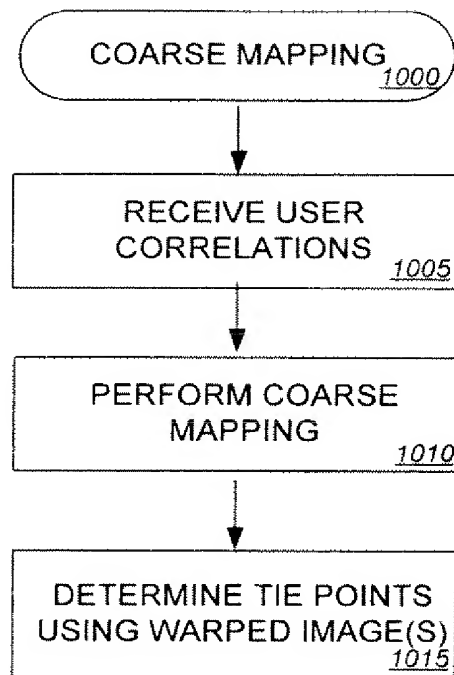 COARSE MAPPING
1000
RECEIVE USER
CORRELATIONS
1005
PERFORM COARSE
MAPPING
1010
DETERMINE TIE POINTS
USING WARPED IMAGE(S)
1015